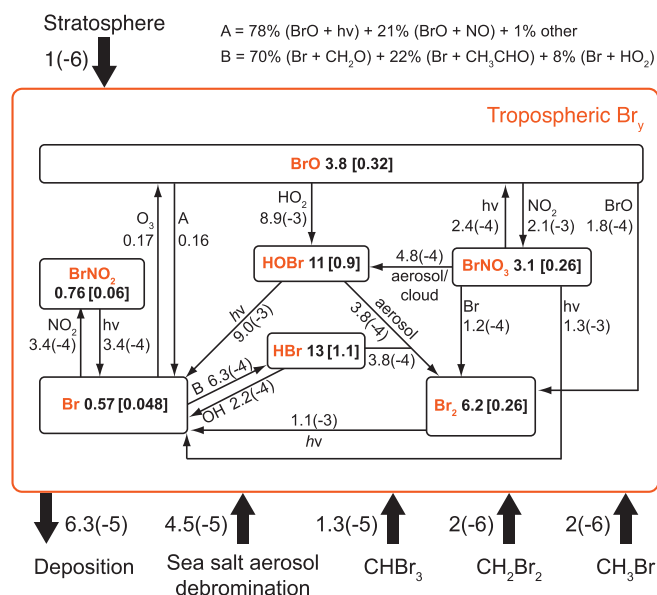 Stratosphere
1(-6)
A = 78% (BrO + hv) + 21% (BrO + NO) + 1% other
B = 70% (Br + CH₂O) + 22% (Br + CH₃CHO) + 8% (Br + HO₂)
Tropospheric Br_y
BrO 3.8 [0.32]
O₃
0.17
A
0.16
HO₂
8.9(-3)
hv
2.4(-4)
NO₂
2.1(-3)
BrO
1.8(-4)
BrNO₂
0.76 [0.06]
HOBr 11 [0.9]
4.8(-4)
aerosol/
cloud
BrNO₃ 3.1 [0.26]
NO₂
3.4(-4)
hv
3.4(-4)
hv
9.0(-3)
aerosol
3.8(-4)
Br
1.2(-4)
hv
1.3(-3)
HBr 13 [1.1]
3.8(-4)
B 6.3(-4)
OH 2.2(-4)
Br 0.57 [0.048]
Br₂ 6.2 [0.26]
1.1(-3)
hv
6.3(-5)
Deposition
4.5(-5)
Sea salt aerosol
debromination
1.3(-5)
CHBr₃
2(-6)
CH₂Br₂
2(-6)
CH₃Br